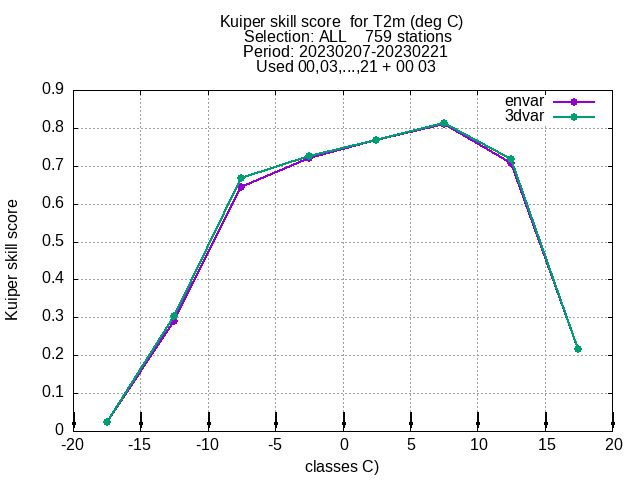 Kuiper skill score  for T2m (deg C)
Selection: ALL    759 stations
Period: 20230207-20230221
Used 00,03,...,21 + 00 03
envar
3dvar
Kuiper skill score
0.9
0.8
0.7
0.6
0.5
0.4
0.3
0.2
0.1
0
-20 -15 -10 -5 0 5 10 15 20
classes C)